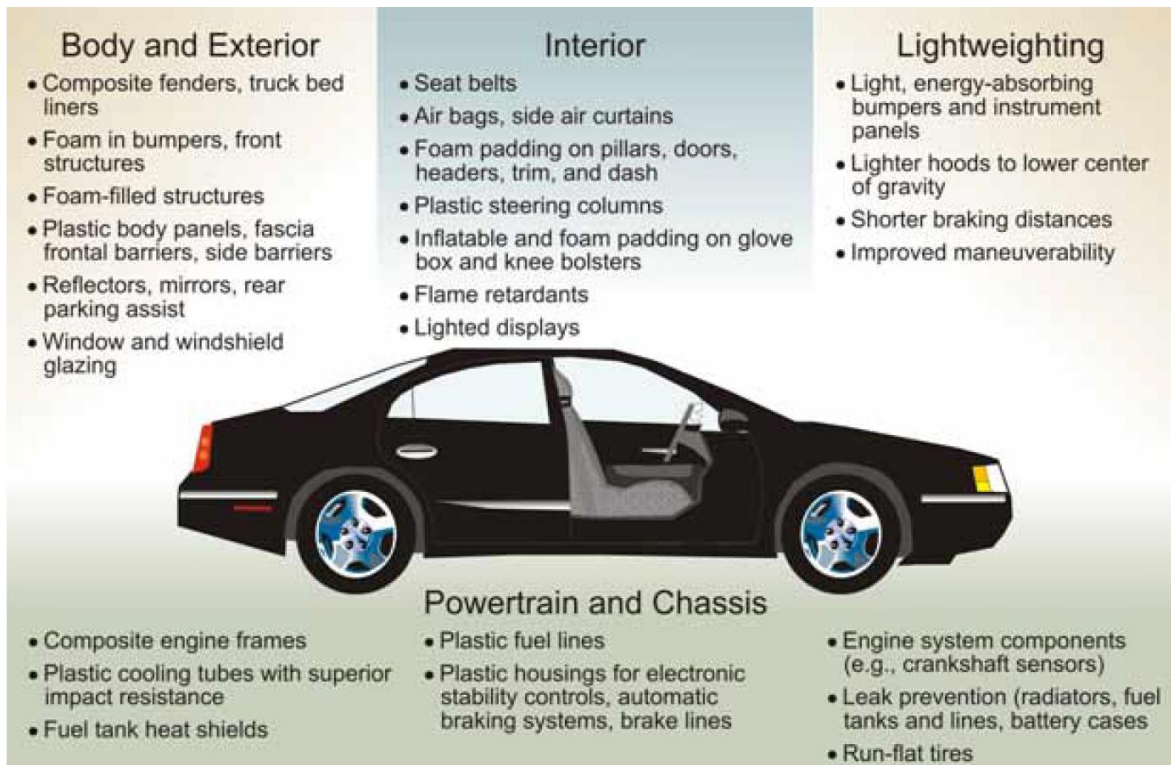 Body and Exterior
• Composite fenders, truck bed
liners
• Foam in bumpers, front
structures
• Foam-filled structures
• Plastic body panels, fascia
frontal barriers, side barriers
• Reflectors, mirrors, rear
parking assist
• Window and windshield
glazing
Interior
• Seat belts
• Air bags, side air curtains
• Foam padding on pillars, doors,
headers, trim, and dash
• Plastic steering columns
• Inflatable and foam padding on glove
box and knee bolsters
• Flame retardants
• Lighted displays
Lightweighting
• Light, energy-absorbing
bumpers and instrument
panels
• Lighter hoods to lower center
of gravity
• Shorter braking distances
• Improved maneuverability
Powertrain and Chassis
• Composite engine frames
• Plastic cooling tubes with superior
impact resistance
• Fuel tank heat shields
• Plastic fuel lines
• Plastic housings for electronic
stability controls, automatic
braking systems, brake lines
• Engine system components
(e.g., crankshaft sensors)
• Leak prevention (radiators, fuel
tanks and lines, battery cases
• Run-flat tires